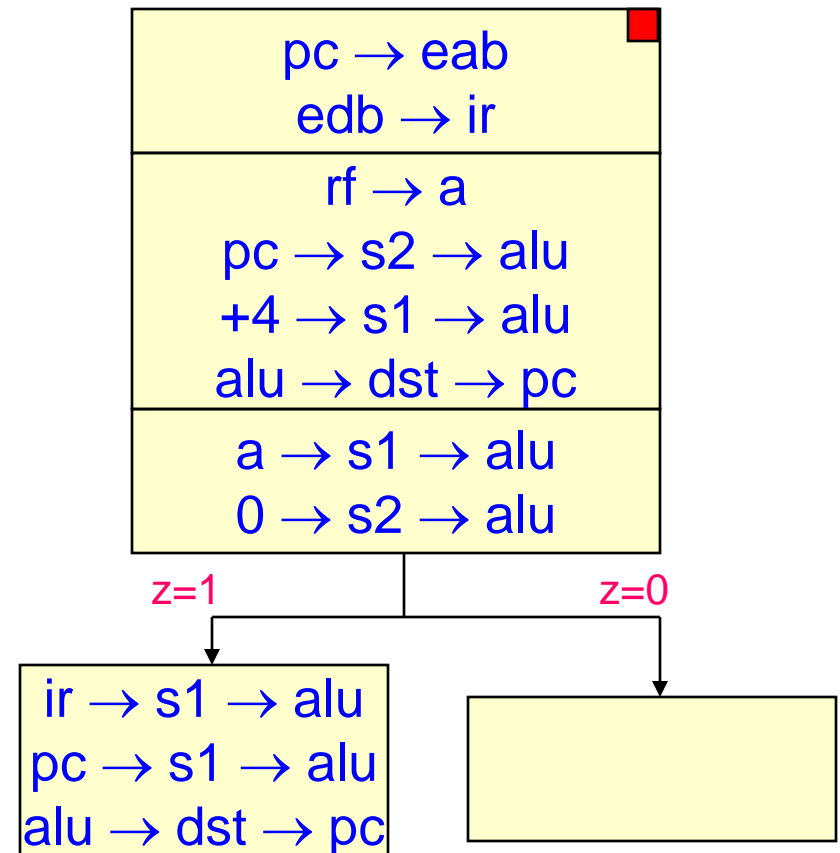 pc → eab
edb → ir
rf → a
pc → s2 → alu
+4 → s1 → alu
alu → dst → pc
a → s1 → alu
0 → s2 → alu
z=1
z=0
ir → s1 → alu
pc → s1 → alu
alu → dst → pc